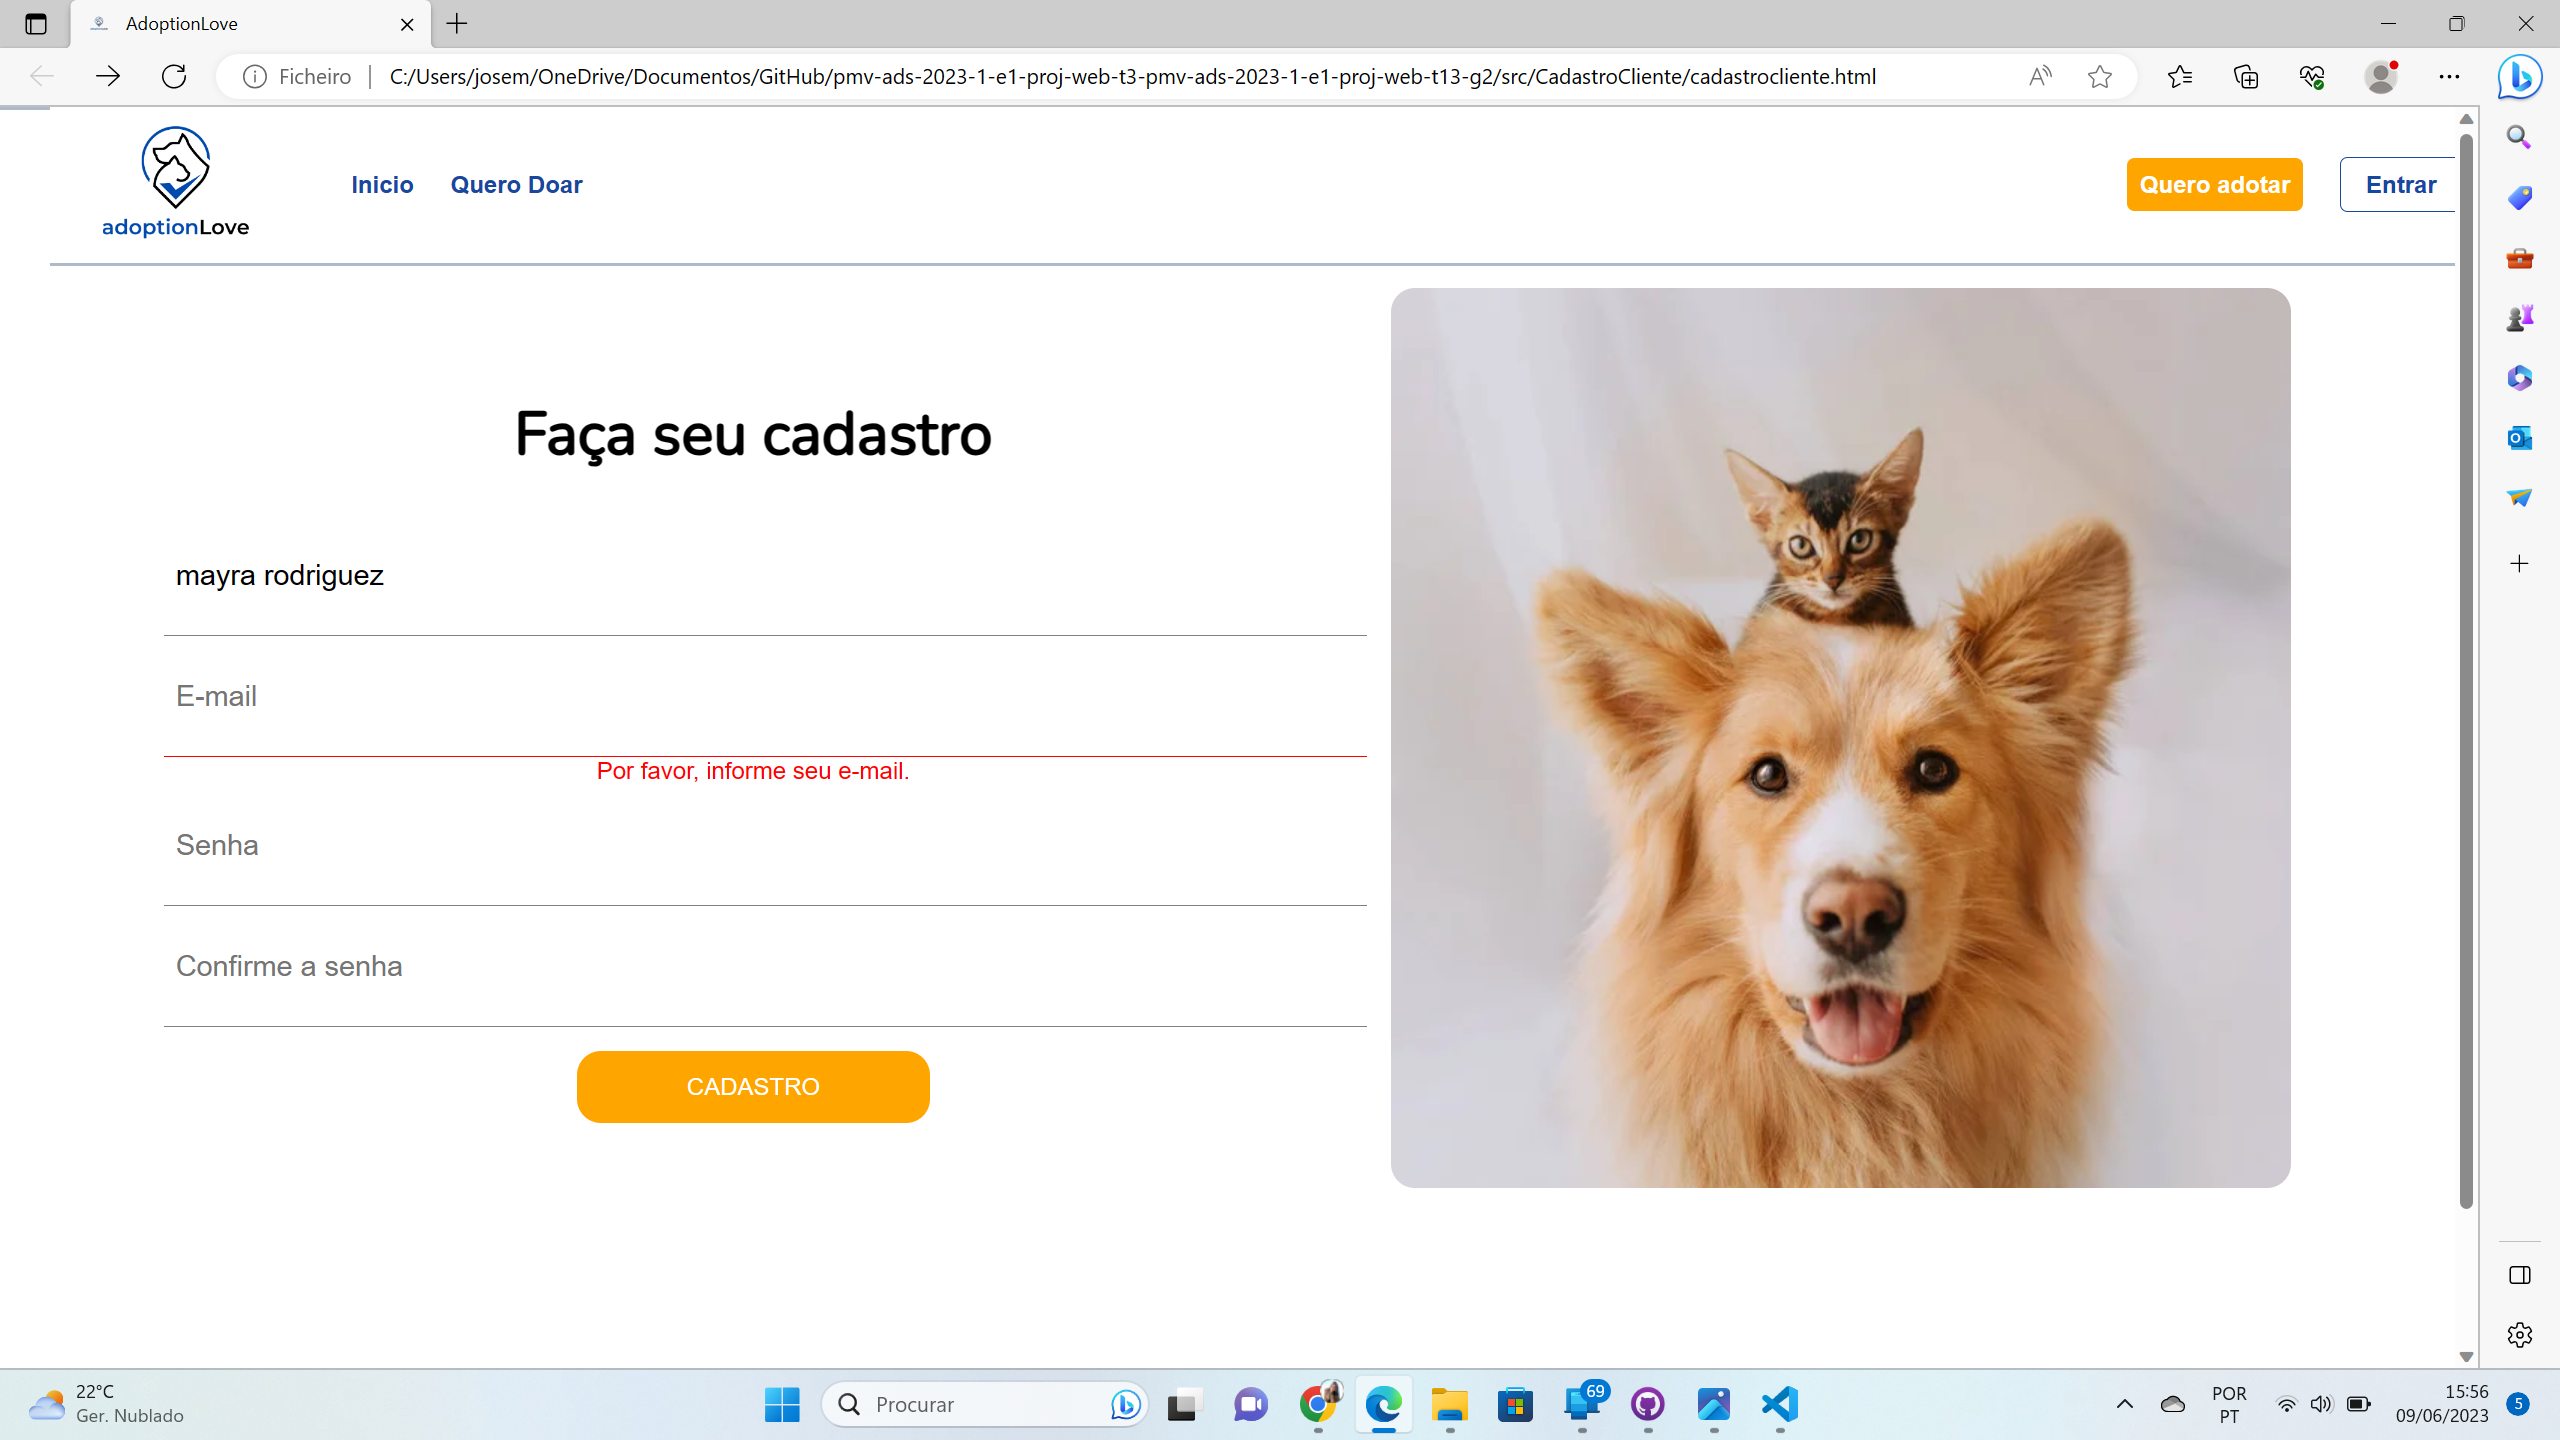 AdoptionLove
Ficheiro
C:/Users/josem/OneDrive/Documentos/GitHub/pmv-ads-2023-1-e1-proj-web-t3-pmv-ads-2023-1-e1-proj-web-t13-g2/src/CadastroCliente/cadastrocliente.html
adoptionLove
Inicio
Quero Doar
Quero adotar
Entrar
Faça seu cadastro
mayra rodriguez
E-mail
Por favor, informe seu e-mail.
Senha
Confirme a senha
CADASTRO
22°C
Ger. Nublado
Procurar
69
POR
PT
15:56
09/06/2023
5